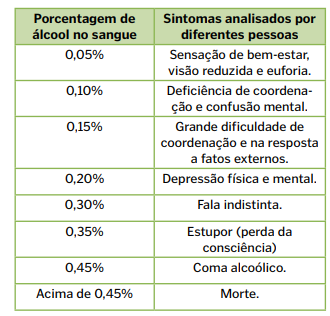 Porcentagem de
álcool no sangue
Sintomas analisados por
diferentes pessoas
0,05%
Sensação de bem-estar,
visão reduzida e euforia.
0,10%
Deficiência de coordena-
ção e confusão mental.
0,15%
Grande dificuldade de
coordenação e na resposta
a fatos externos.
0,20%
Depressão física e mental.
0,30%
Fala indistinta.
0,35%
Estupor (perda da
consciência)
0,45%
Coma alcoólico.
Acima de 0,45%
Morte.